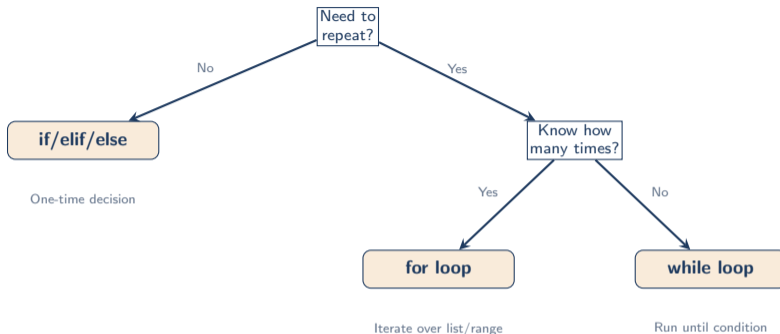 Need to
repeat?
No
Yes
if/elif/else
Know how
many times?
One-time decision
Yes
No
for loop
while loop
Iterate over list/range
Run until condition